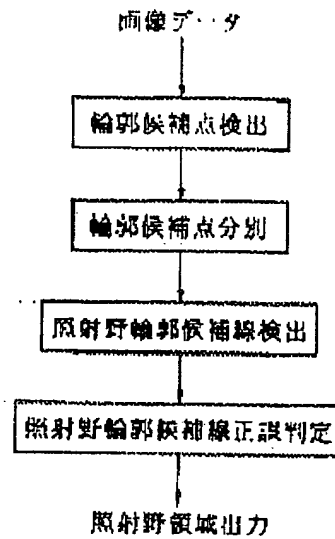 画像データ
輪郭候補点検出
輪郭候補点分別
照射野輪郭候補線検出
照射野輪郭候補線正誤判定
照射野領域出力